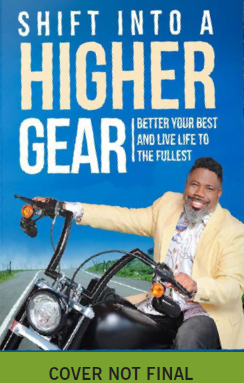 SHIFT INTO A
HIGHER
GEAR
BETTER YOUR BEST
AND LIVE LIFE TO
THE FULLEST
COVER NOT FINAL